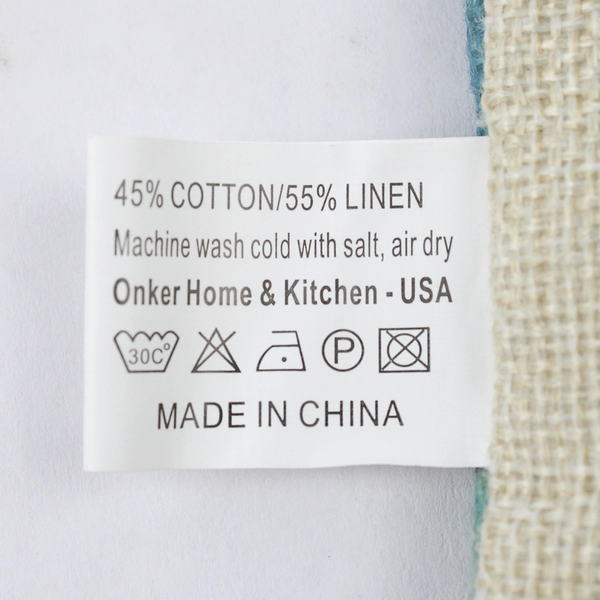 45% COTTON/55% LINEN
Machine wash cold with salt, air dry
Onker Home & Kitchen - USA
30C° P
MADE IN CHINA